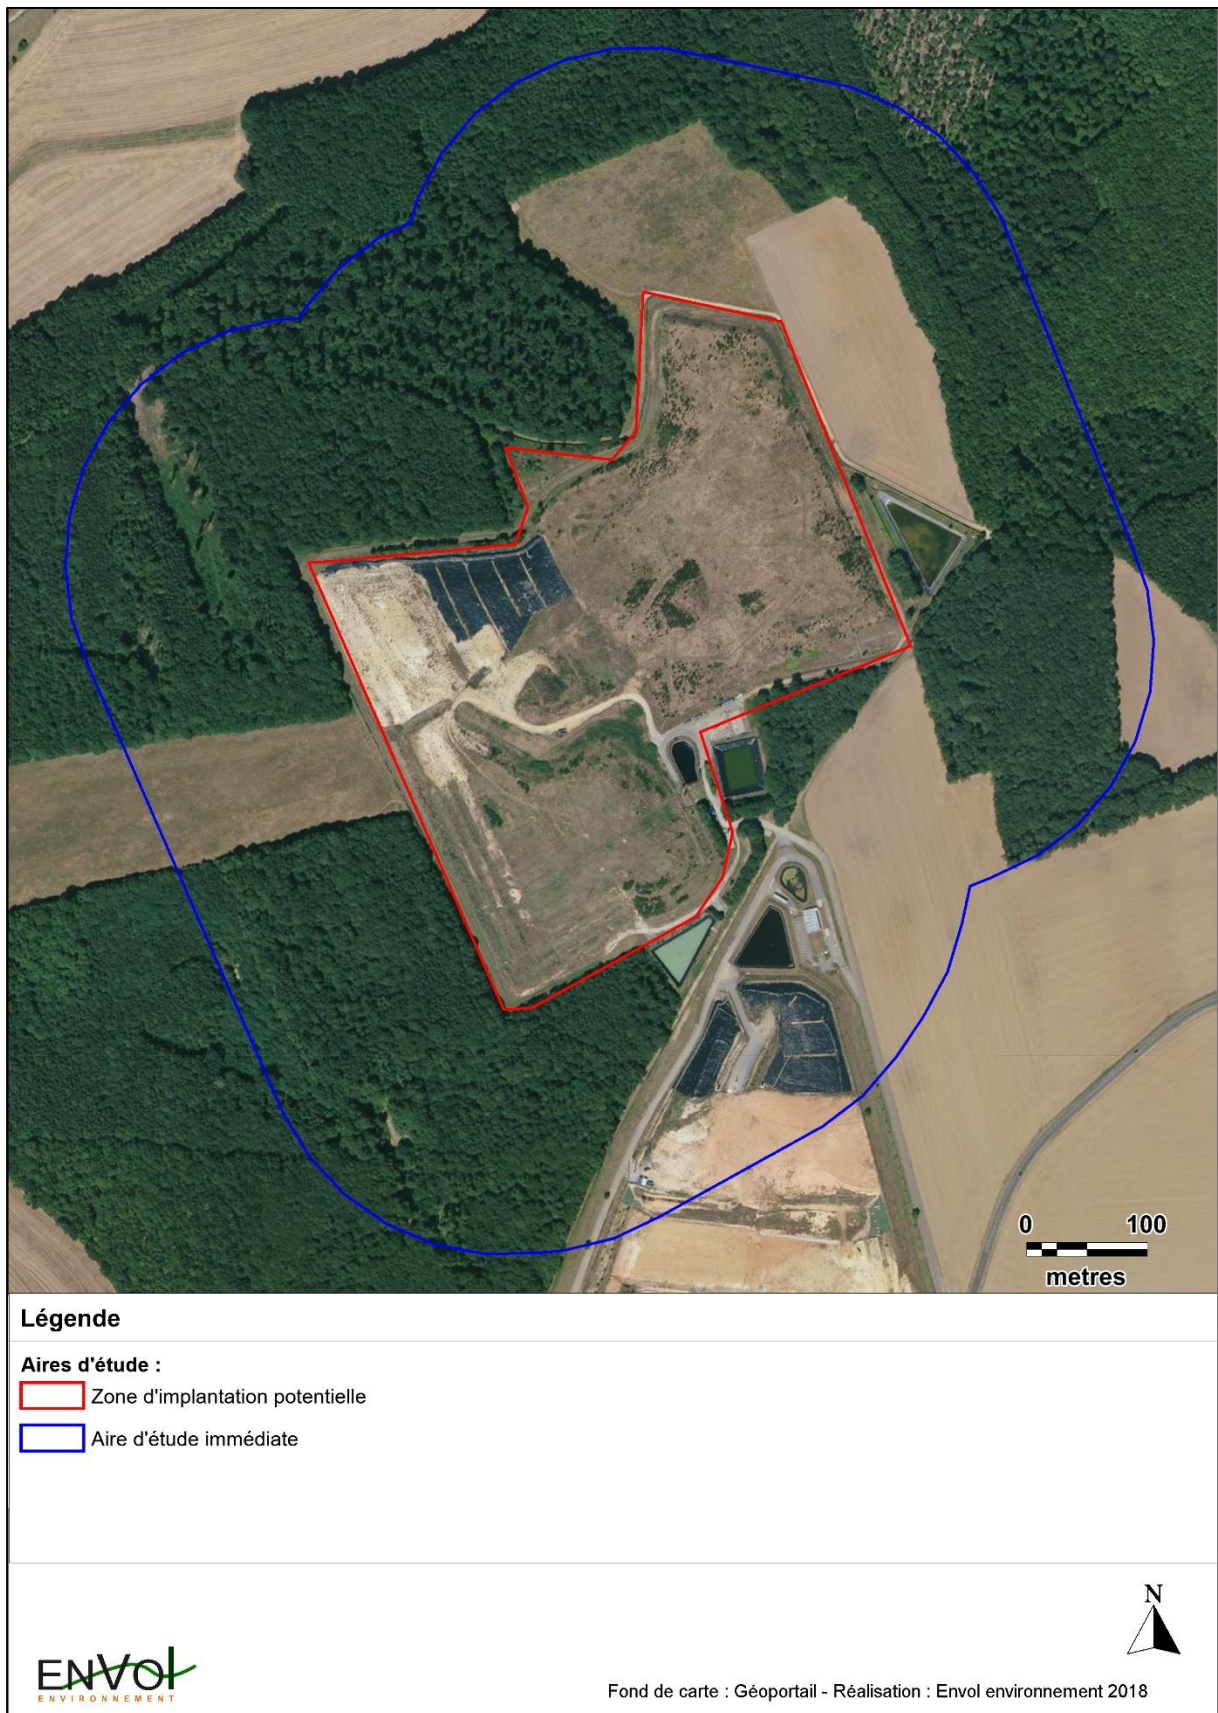 0 100
metres
Légende
Aires d'étude :
Zone d'implantation potentielle
Aire d'étude immédiate
N
ENVOl
ENVIRONNEMENT
Fond de carte : Géoportail - Réalisation : Envol environnement 2018